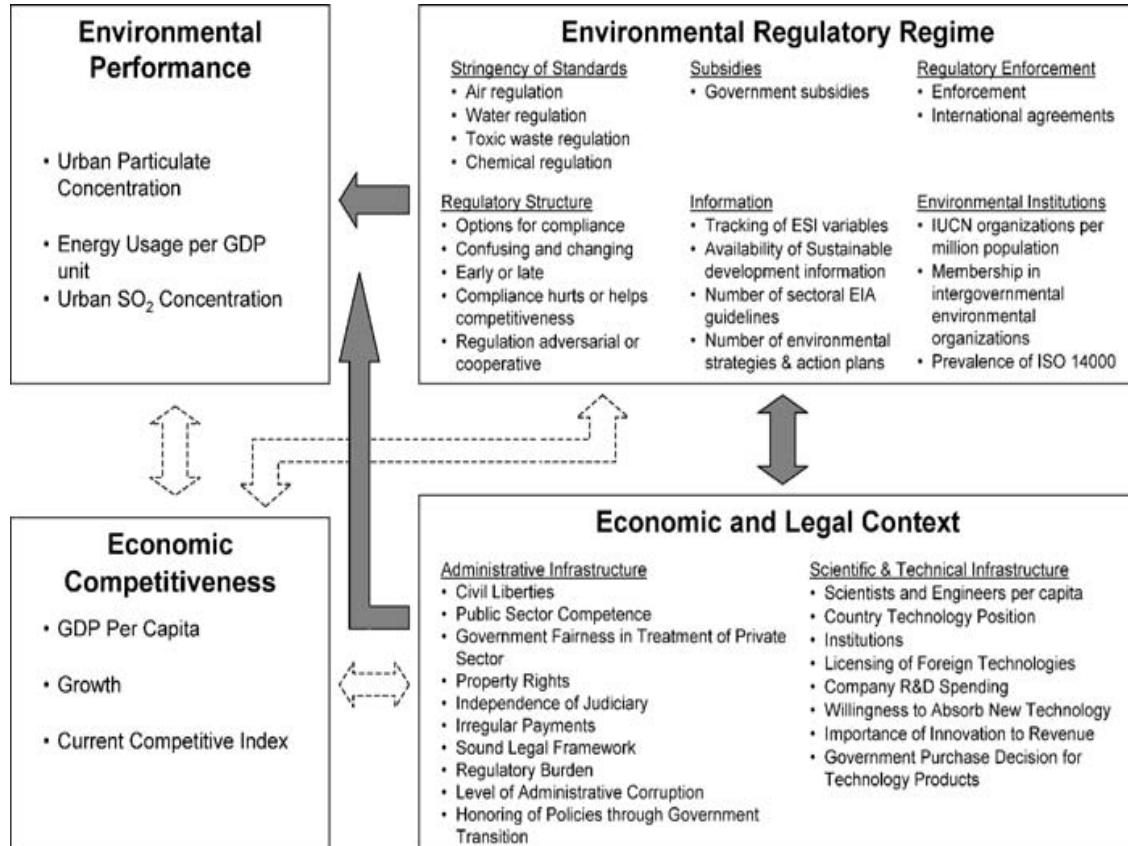 Environmental
Performance
• Urban Particulate
Concentration
• Energy Usage per GDP
unit
• Urban SO₂ Concentration
Environmental Regulatory Regime
Stringency of Standards
• Air regulation
• Water regulation
• Toxic waste regulation
• Chemical regulation
Subsidies
• Government subsidies
Regulatory Enforcement
• Enforcement
• International agreements
Regulatory Structure
• Options for compliance
• Confusing and changing
• Early or late
• Compliance hurts or helps
competitiveness
• Regulation adversarial or
cooperative
Information
• Tracking of ESI variables
• Availability of Sustainable
development information
• Number of sectoral EIA
guidelines
• Number of environmental
strategies & action plans
Environmental Institutions
• IUCN organizations per
million population
• Membership in
intergovernmental
environmental
organizations
• Prevalence of ISO 14000
Economic
Competitiveness
• GDP Per Capita
• Growth
• Current Competitive Index
Economic and Legal Context
Administrative Infrastructure
• Civil Liberties
• Public Sector Competence
• Government Fairness in Treatment of Private
Sector
• Property Rights
• Independence of Judiciary
• Irregular Payments
• Sound Legal Framework
• Regulatory Burden
• Level of Administrative Corruption
• Honoring of Policies through Government
Transition
Scientific & Technical Infrastructure
• Scientists and Engineers per capita
• Country Technology Position
• Institutions
• Licensing of Foreign Technologies
• Company R&D Spending
• Willingness to Absorb New Technology
• Importance of Innovation to Revenue
• Government Purchase Decision for
Technology Products